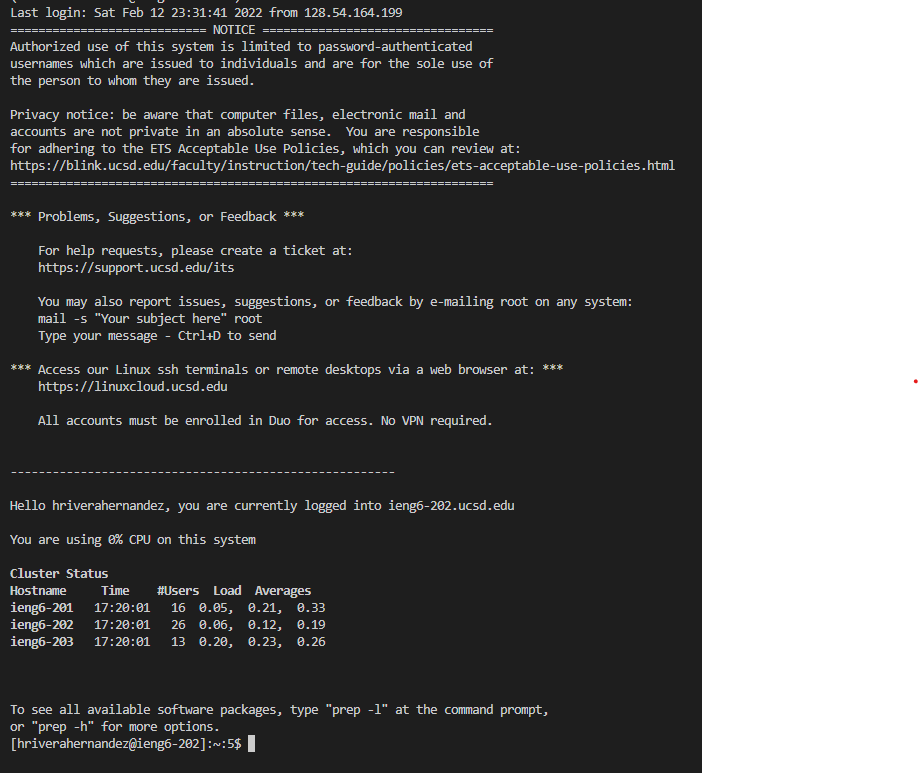 Last login: Sat Feb 12 23:31:41 2022 from 128.54.164.199
============================ NOTICE =================================
Authorized use of this system is limited to password-authenticated
usernames which are issued to individuals and are for the sole use of
the person to whom they are issued.

Privacy notice: be aware that computer files, electronic mail and
accounts are not private in an absolute sense.  You are responsible
for adhering to the ETS Acceptable Use Policies, which you can review at:
https://blink.ucsd.edu/faculty/instruction/tech-guide/policies/ets-acceptable-use-policies.html
=====================================================================

*** Problems, Suggestions, or Feedback ***

    For help requests, please create a ticket at:
    https://support.ucsd.edu/its

    You may also report issues, suggestions, or feedback by e-mailing root on any system:
    mail -s "Your subject here" root
    Type your message - Ctrl+D to send

*** Access our Linux ssh terminals or remote desktops via a web browser at: ***
    https://linuxcloud.ucsd.edu

    All accounts must be enrolled in Duo for access. No VPN required.

-------------------------------------------------------

Hello hriverahernandez, you are currently logged into ieng6-202.ucsd.edu

You are using 0% CPU on this system

Cluster Status
Hostname     Time    #Users  Load  Averages
ieng6-201   17:20:01   16  0.05,  0.21,  0.33
ieng6-202   17:20:01   26  0.06,  0.12,  0.19
ieng6-203   17:20:01   13  0.20,  0.23,  0.26

To see all available software packages, type "prep -l" at the command prompt,
or "prep -h" for more options.
[hriverahernandez@ieng6-202]:~:5$